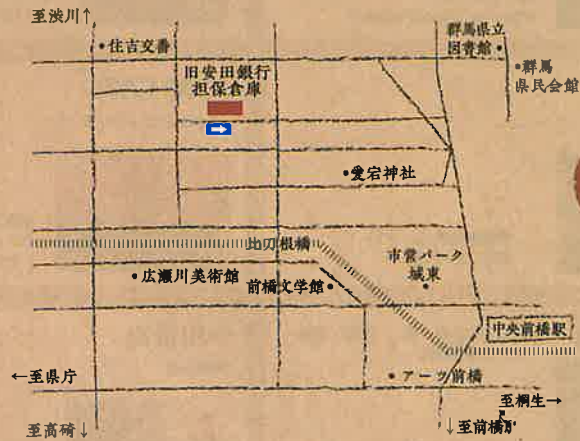 至渋川↑
•住吉交番
群馬県立
図書館•
•群馬
県民会館
旧安田銀行
担保倉庫
•愛宕神社
比刀根橋
市営パーク
城東
•広瀬川美術館
前橋文学館•
中央前橋駅
←至県庁
•アーツ前橋
至桐生→
至高崎↓
↓至前橋駅